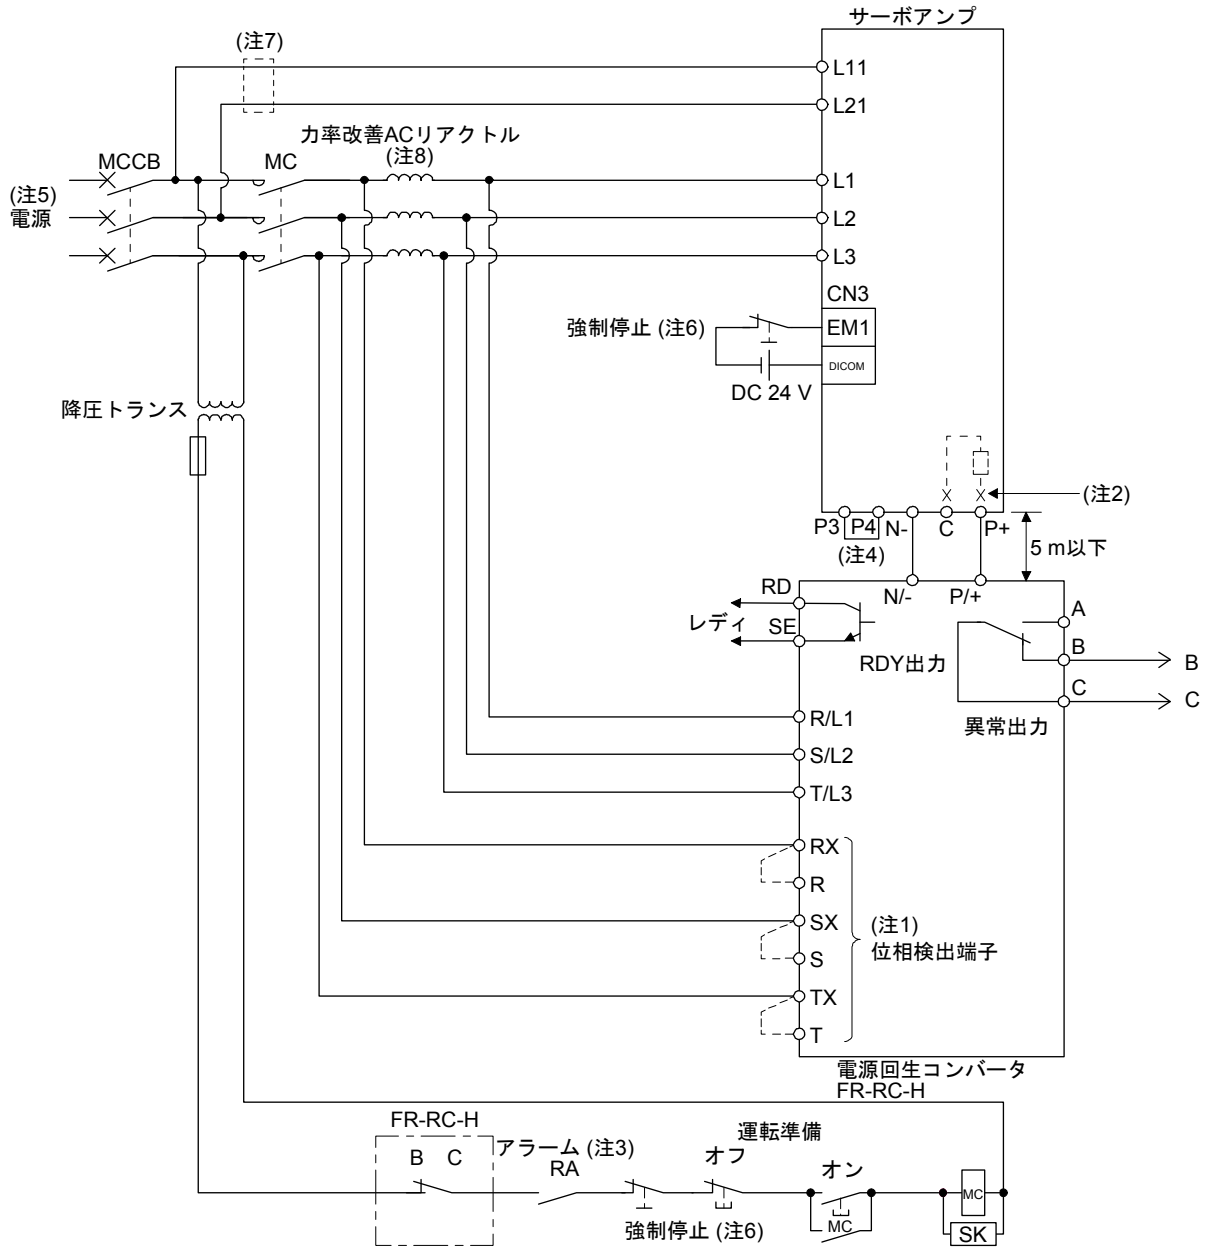 サーボアンプ
(注7)
L11
L21
力率改善ACリアクトル
(注8)
MCCB
MC
(注5)
電源
L1
L2
L3
CN3
強制停止 (注6)
EM1
DICOM
DC 24 V
降圧トランス
(注2)
P3
P4
N-
C
P+
(注4)
5 m以下
N/-
P/+
RD
レディ
SE
RDY出力
A
B
B
C
C
異常出力
R/L1
S/L2
T/L3
RX
R
SX
S
TX
T
(注1)
位相検出端子
電源回生コンバータ
FR-RC-H
FR-RC-H
B
C
アラーム (注3)
RA
強制停止 (注6)
運転準備
オフ
オン
MC
MC
SK